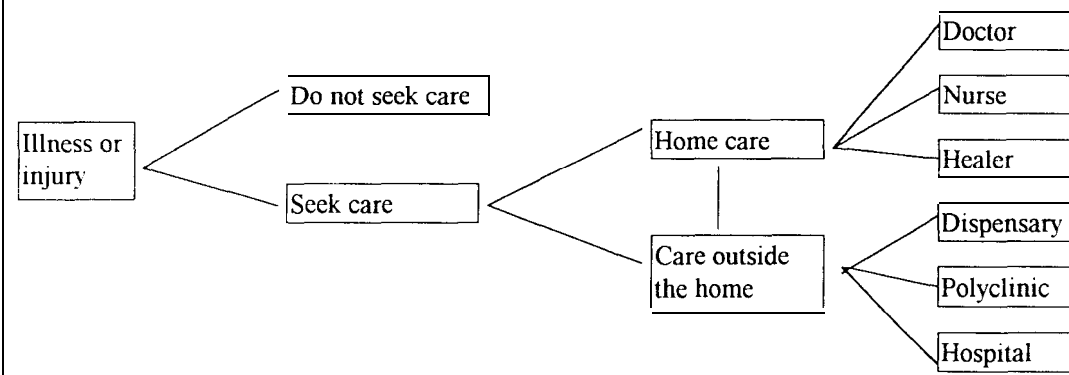 Illness or
injury
Do not seek care
Seek care
Home care
Care outside
the home
Doctor
Nurse
Healer
Dispensary
Polyclinic
Hospital